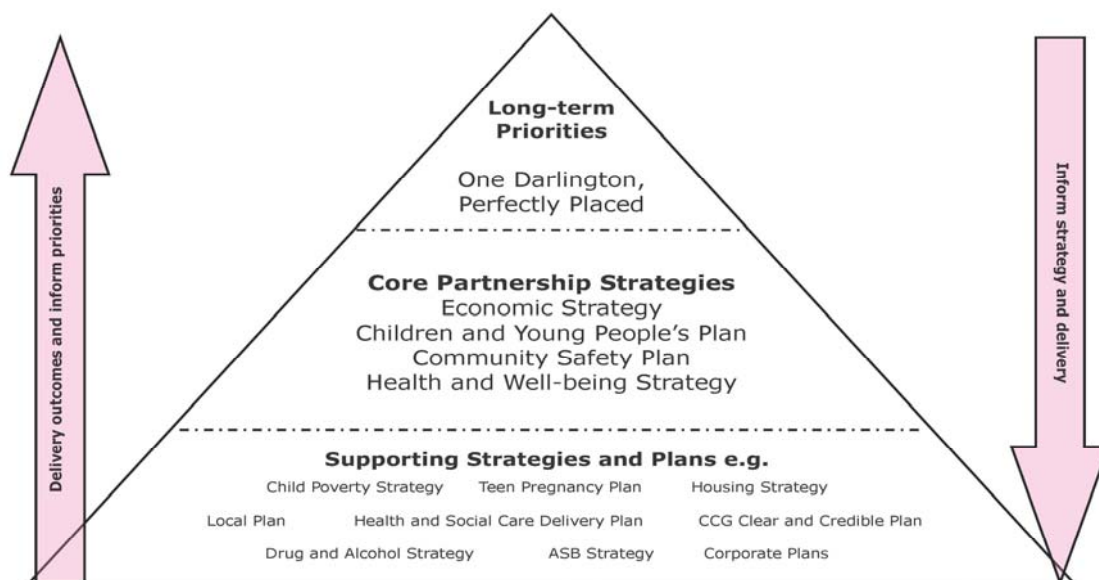 Long-term
Priorities
One Darlington,
Perfectly Placed
Core Partnership Strategies
Economic Strategy
Children and Young People's Plan
Community Safety Plan
Health and Well-being Strategy
Supporting Strategies and Plans e.g.
Child Poverty Strategy Teen Pregnancy Plan Housing Strategy
Local Plan Health and Social Care Delivery Plan CCG Clear and Credible Plan
Drug and Alcohol Strategy ASB Strategy Corporate Plans
Delivery outcomes and inform priorities
Inform strategy and delivery